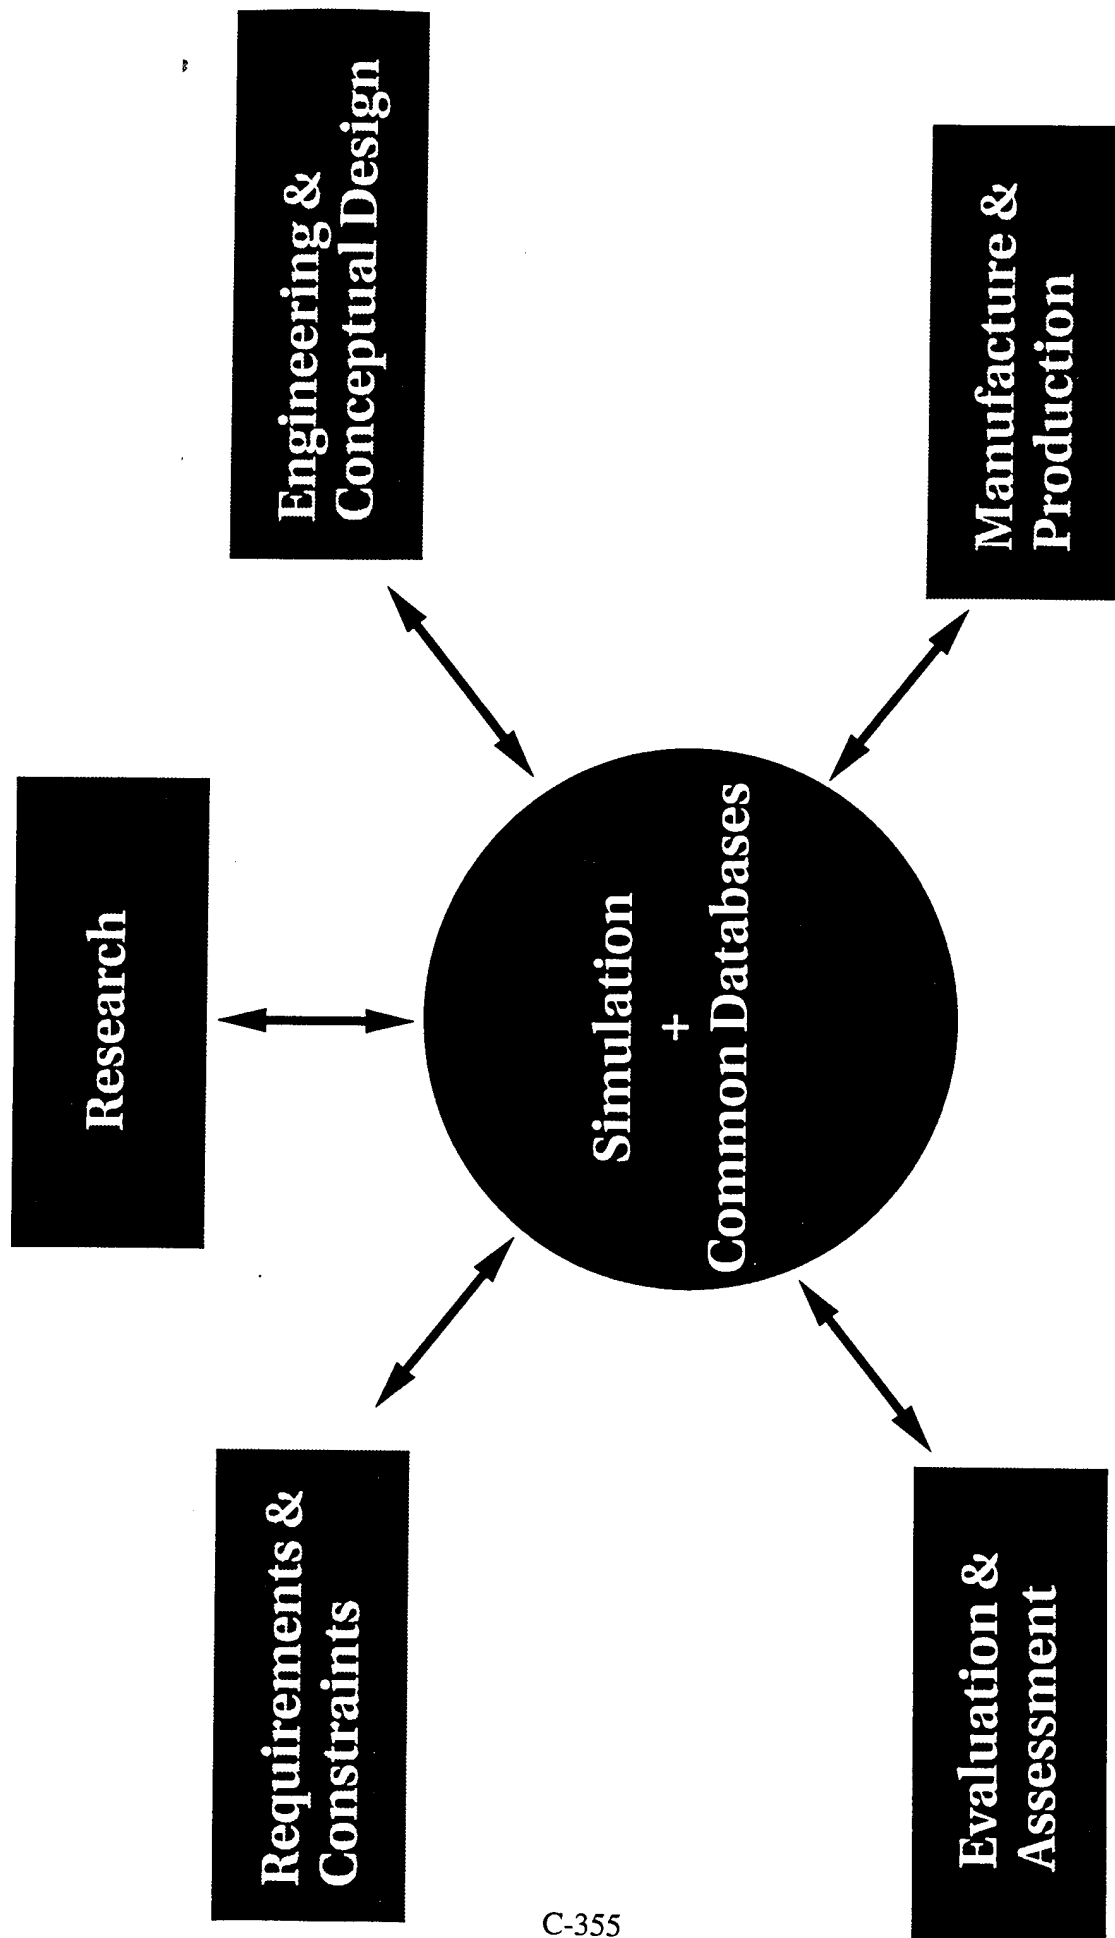 Research
Requirements &
Constraints
Engineering &
Conceptual Design
Simulation
+
Common Databases
Evaluation &
Assessment
Manufacture &
Production
C-355